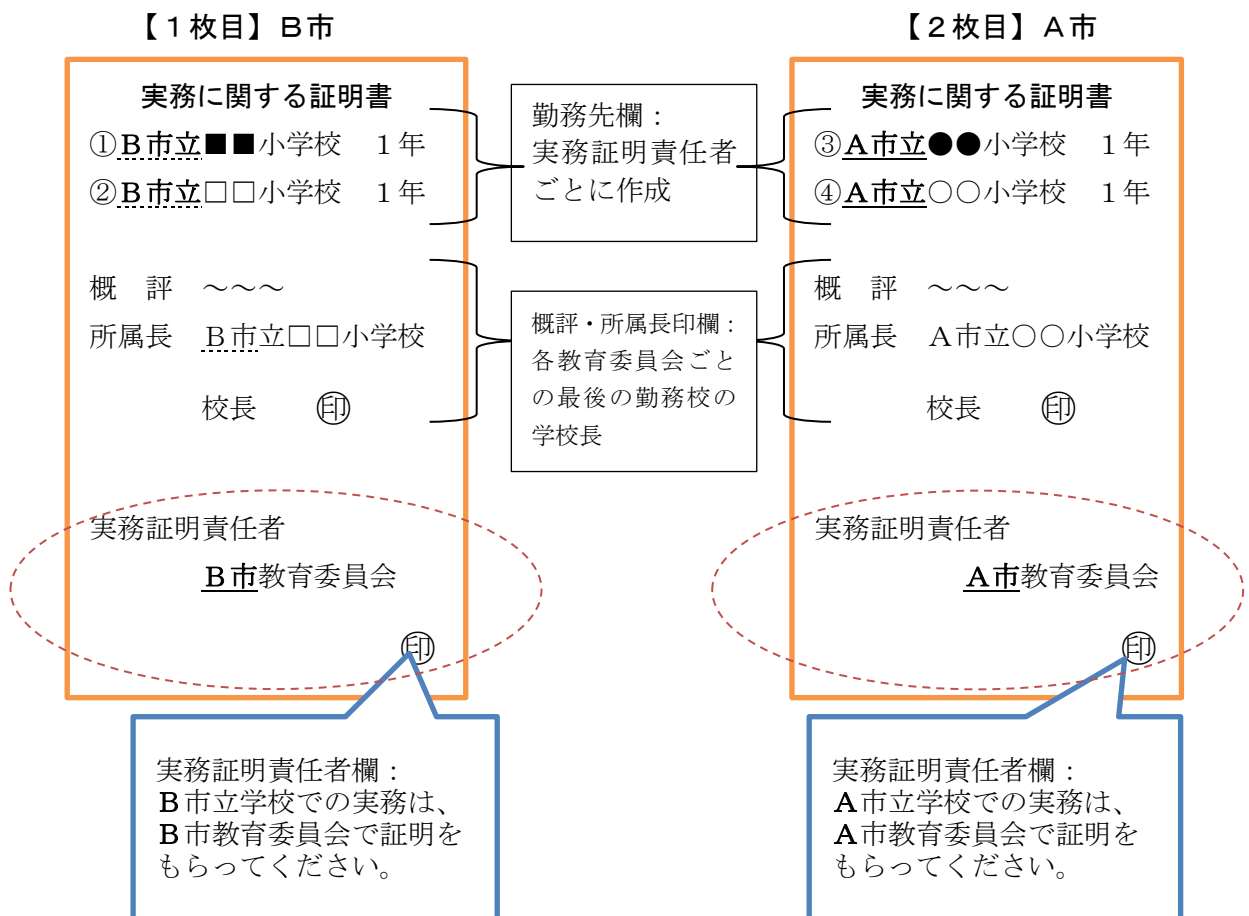 【１枚目】Ｂ市
実務に関する証明書
①Ｂ市立■■小学校　１年
②Ｂ市立□□小学校　１年
概　評　～～～
所属長　Ｂ市立□□小学校
校長　　㊞
実務証明責任者
Ｂ市教育委員会
㊞
実務証明責任者欄：
Ｂ市立学校での実務は、
Ｂ市教育委員会で証明を
もらってください。
勤務先欄：
実務証明責任者
ごとに作成
概評・所属長印欄：
各教育委員会ごと
の最後の勤務校の
学校長
【２枚目】Ａ市
実務に関する証明書
③Ａ市立●●小学校　１年
④Ａ市立○○小学校　１年
概　評　～～～
所属長　Ａ市立○○小学校
校長　　㊞
実務証明責任者
Ａ市教育委員会
㊞
実務証明責任者欄：
Ａ市立学校での実務は、
Ａ市教育委員会で証明を
もらってください。